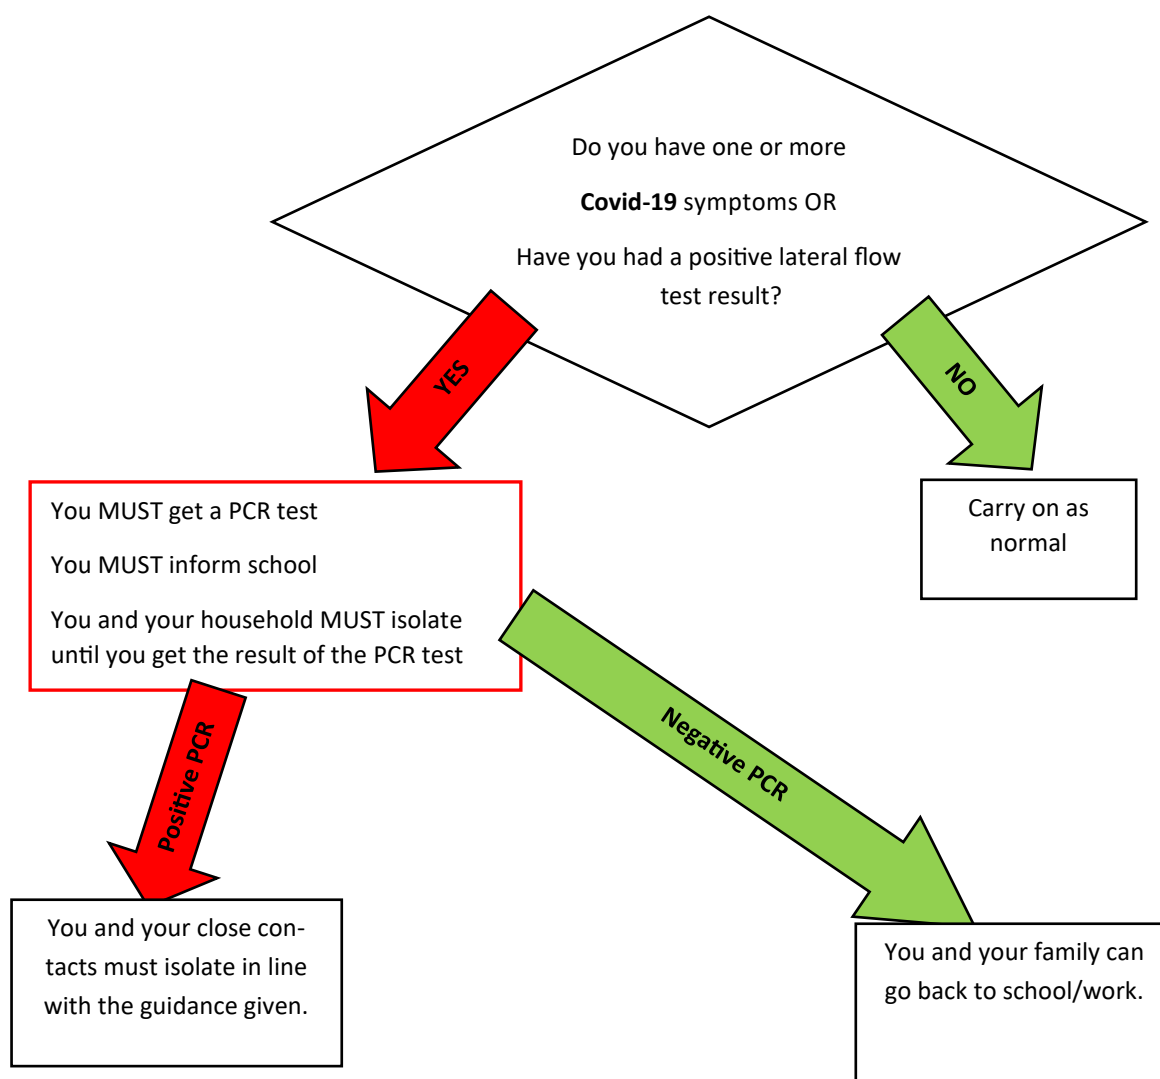 Do you have one or more
Covid-19 symptoms OR
Have you had a positive lateral flow
test result?
YES
NO
You MUST get a PCR test
You MUST inform school
You and your household MUST isolate
until you get the result of the PCR test
Carry on as
normal
Positive PCR
Negative PCR
You and your close con-
tacts must isolate in line
with the guidance given.
You and your family can
go back to school/work.